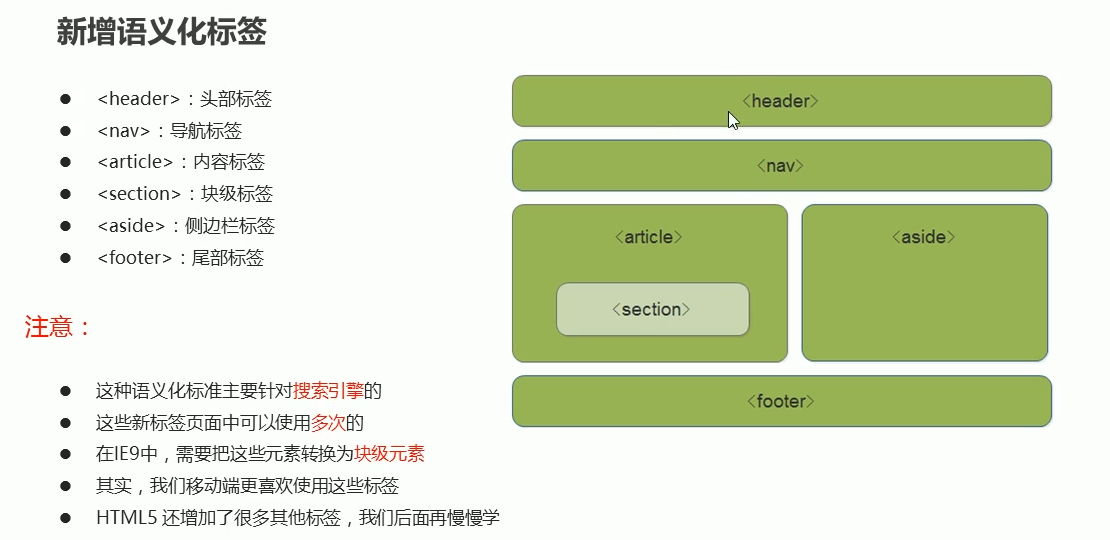 新增语义化标签
<header>：头部标签
<nav>：导航标签
<article>：内容标签
<section>：块级标签
<aside>：侧边栏标签
<footer>：尾部标签
<header>
<nav>
<article>
<aside>
<section>
<footer>
注意：
这种语义化标准主要针对搜索引擎的
这些新标签页面中可以使用多次的
在IE9中，需要把这些元素转换为块级元素
其实，我们移动端更喜欢使用这些标签
HTML5 还增加了很多其他标签，我们后面再慢慢学